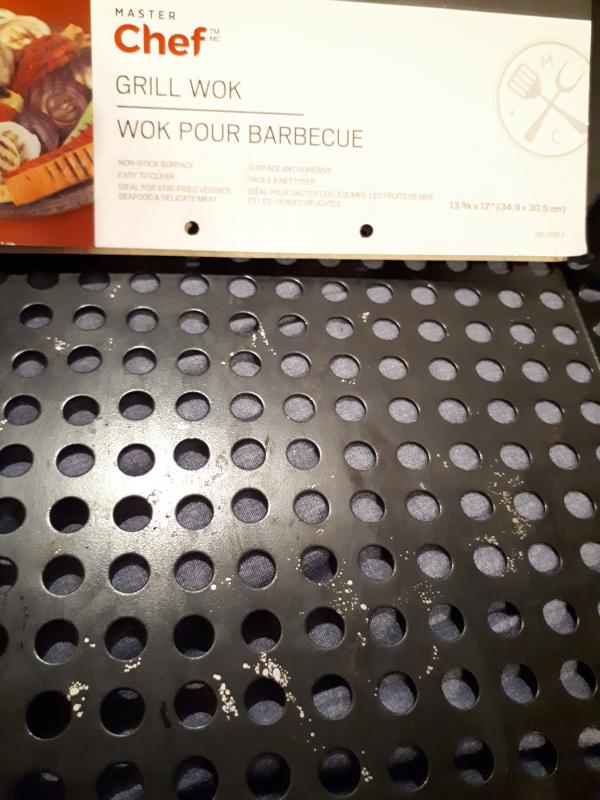 MASTER
Chef TM MC
GRILL WOK
WOK POUR BARBECUE
NON-STICK SURFACE
EASY TO CLEAN
IDEAL FOR STIR-FRIED VEGGIES,
SEAFOOD & DELICATE MEAT
SURFACE ANTIADHÉSIVE
FACILE À NETTOYER
IDÉAL POUR SAUTER LES LÉGUMES, LES FRUITS DE MER
ET LES VIANDES DÉLICATES
13 ¾ x 12" (34.9 x 30.5 cm)
M
C